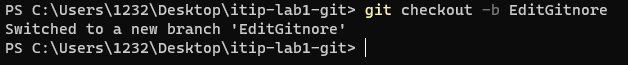 PS C:\Users\1232\Desktop\itip-lab1-git> git checkout -b EditGitnore
Switched to a new branch 'EditGitnore'
PS C:\Users\1232\Desktop\itip-lab1-git>